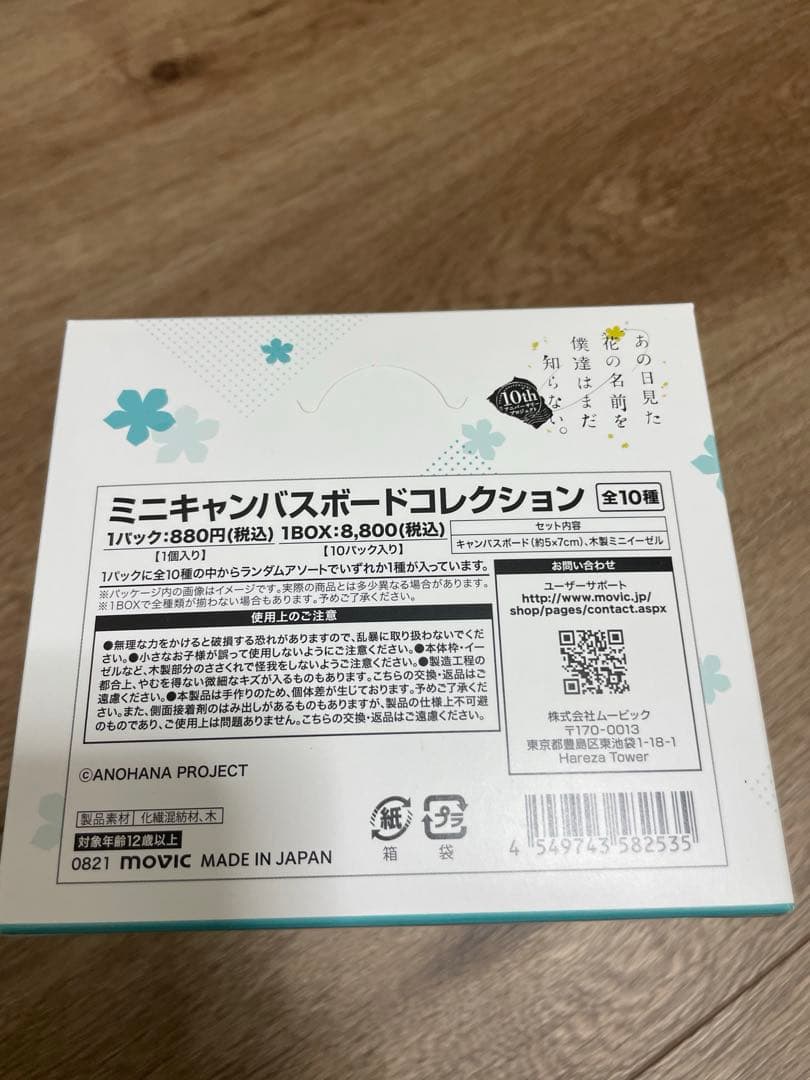 あの日見た
花の名前を
僕達はまだ
知らない。
10th
アニバーサリー
プロジェクト
ミニキャンバスボードコレクション 全10種
1パック:880円(税込) 1BOX:8,800(税込)
【1個入り】 【10パック入り】
セット内容
キャンバスボード(約5×7cm)、木製ミニイーゼル
1パックに全10種の中からランダムアソートでいずれか1種が入っています。
※パッケージ内の画像はイメージです。実際の商品とは多少異なる場合があります。
※1BOXで全種類が揃わない場合もあります。予めご了承ください。
使用上のご注意
●無理な力をかけると破損する恐れがありますので、乱暴に取り扱わないでくだ
さい。●小さなお子様が誤って使用しないようにご注意ください。●本体枠・イー
ゼルなど、木製部分のささくれで怪我をしないようご注意ください。●製造工程の
都合上、やむを得ない微細なキズが入るものもあります。こちらの交換・返品はご
遠慮ください。●本製品は手作りのため、個体差が生じております。予めご了承くだ
さい。また、側面接着剤のはみ出しがあるものもありますが、製品の仕様上不可避
のものであり、ご使用上は問題ありません。こちらの交換・返品はご遠慮ください。
お問い合わせ
ユーザーサポート
http://www.movic.jp/
shop/pages/contact.aspx
株式会社ムービック
〒170-0013
東京都豊島区東池袋1-18-1
Hareza Tower
©ANOHANA PROJECT
製品素材 化繊混紡材、木
対象年齢12歳以上
0821 movic MADE IN JAPAN
紙 プラ
箱 袋
4 549743 582535